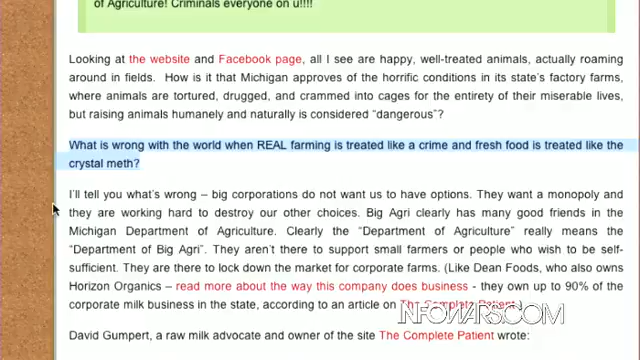 of Agriculture! Criminals everyone on u!!!!
Looking at the website and Facebook page, all I see are happy, well-treated animals, actually roaming
around in fields. How is it that Michigan approves of the horrific conditions in its state's factory farms,
where animals are tortured, drugged, and crammed into cages for the entirety of their miserable lives,
but raising animals humanely and naturally is considered "dangerous"?
What is wrong with the world when REAL farming is treated like a crime and fresh food is treated like the
crystal meth?
I'll tell you what's wrong – big corporations do not want us to have options. They want a monopoly and
they are working hard to destroy our other choices. Big Agri clearly has many good friends in the
Michigan Department of Agriculture. Clearly the "Department of Agriculture" really means the
"Department of Big Agri". They aren't there to support small farmers or people who wish to be self-
sufficient. They are there to lock down the market for corporate farms. (Like Dean Foods, who also owns
Horizon Organics – read more about the way this company does business - they own up to 90% of the
corporate milk business in the state, according to an article on The Complete Patient.
INFOWARS.COM
David Gumpert, a raw milk advocate and owner of the site The Complete Patient wrote: